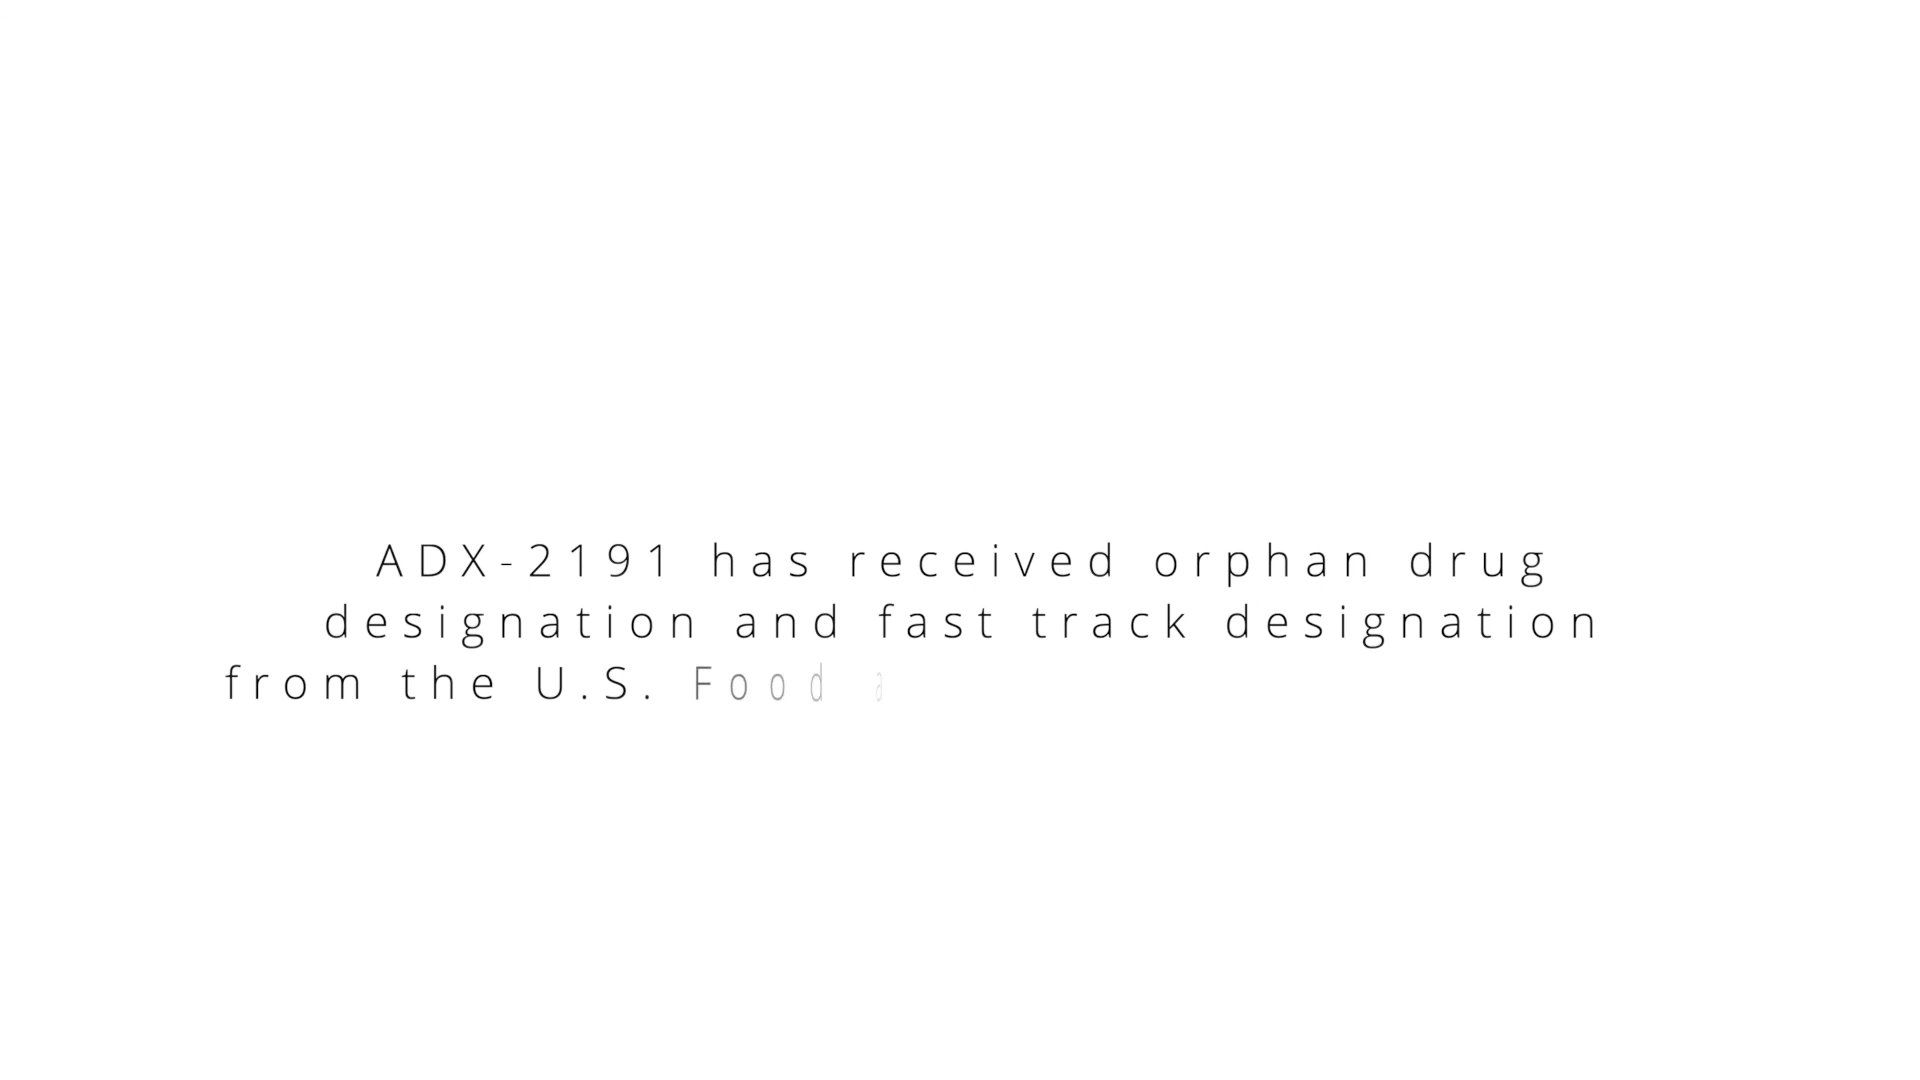 ADX-2191 has received orphan drug
designation and fast track designation
from the U.S. Food a